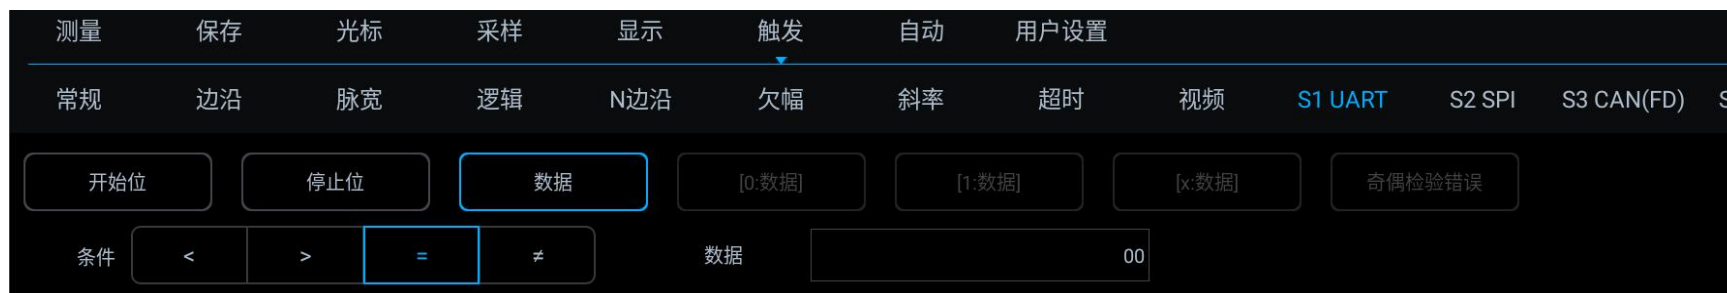 测量 保存 光标 采样 显示 触发 自动 用户设置
常规 边沿 脉宽 逻辑 N边沿 欠幅 斜率 超时 视频 S1 UART S2 SPI S3 CAN(FD) S
开始位 停止位 数据 [0:数据] [1:数据] [x:数据] 奇偶检验错误
条件 < > = ≠ 数据 00